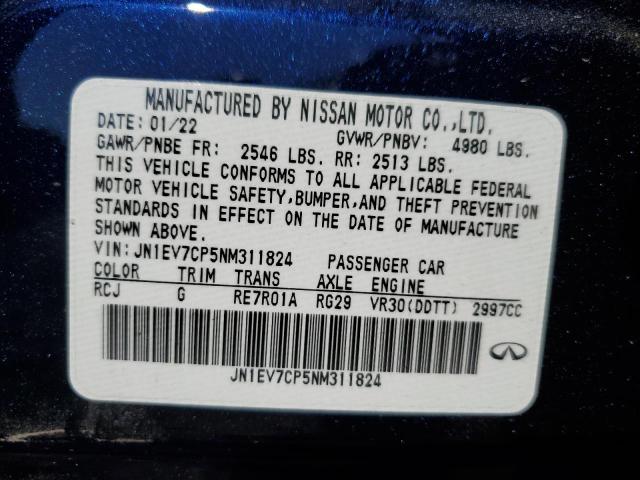 MANUFACTURED BY NISSAN MOTOR CO.,LTD.
DATE: 01/22 GVWR/PNBV: 4980 LBS.
GAWR/PNBE FR: 2546 LBS. RR: 2513 LBS.
THIS VEHICLE CONFORMS TO ALL APPLICABLE FEDERAL
MOTOR VEHICLE SAFETY,BUMPER,AND THEFT PREVENTION
STANDARDS IN EFFECT ON THE DATE OF MANUFACTURE
SHOWN ABOVE.
VIN: JN1EV7CP5NM311824 PASSENGER CAR
COLOR TRIM TRANS AXLE ENGINE
RCJ G RE7R01A RG29 VR30(DDTT) 2997CC
JN1EV7CP5NM311824